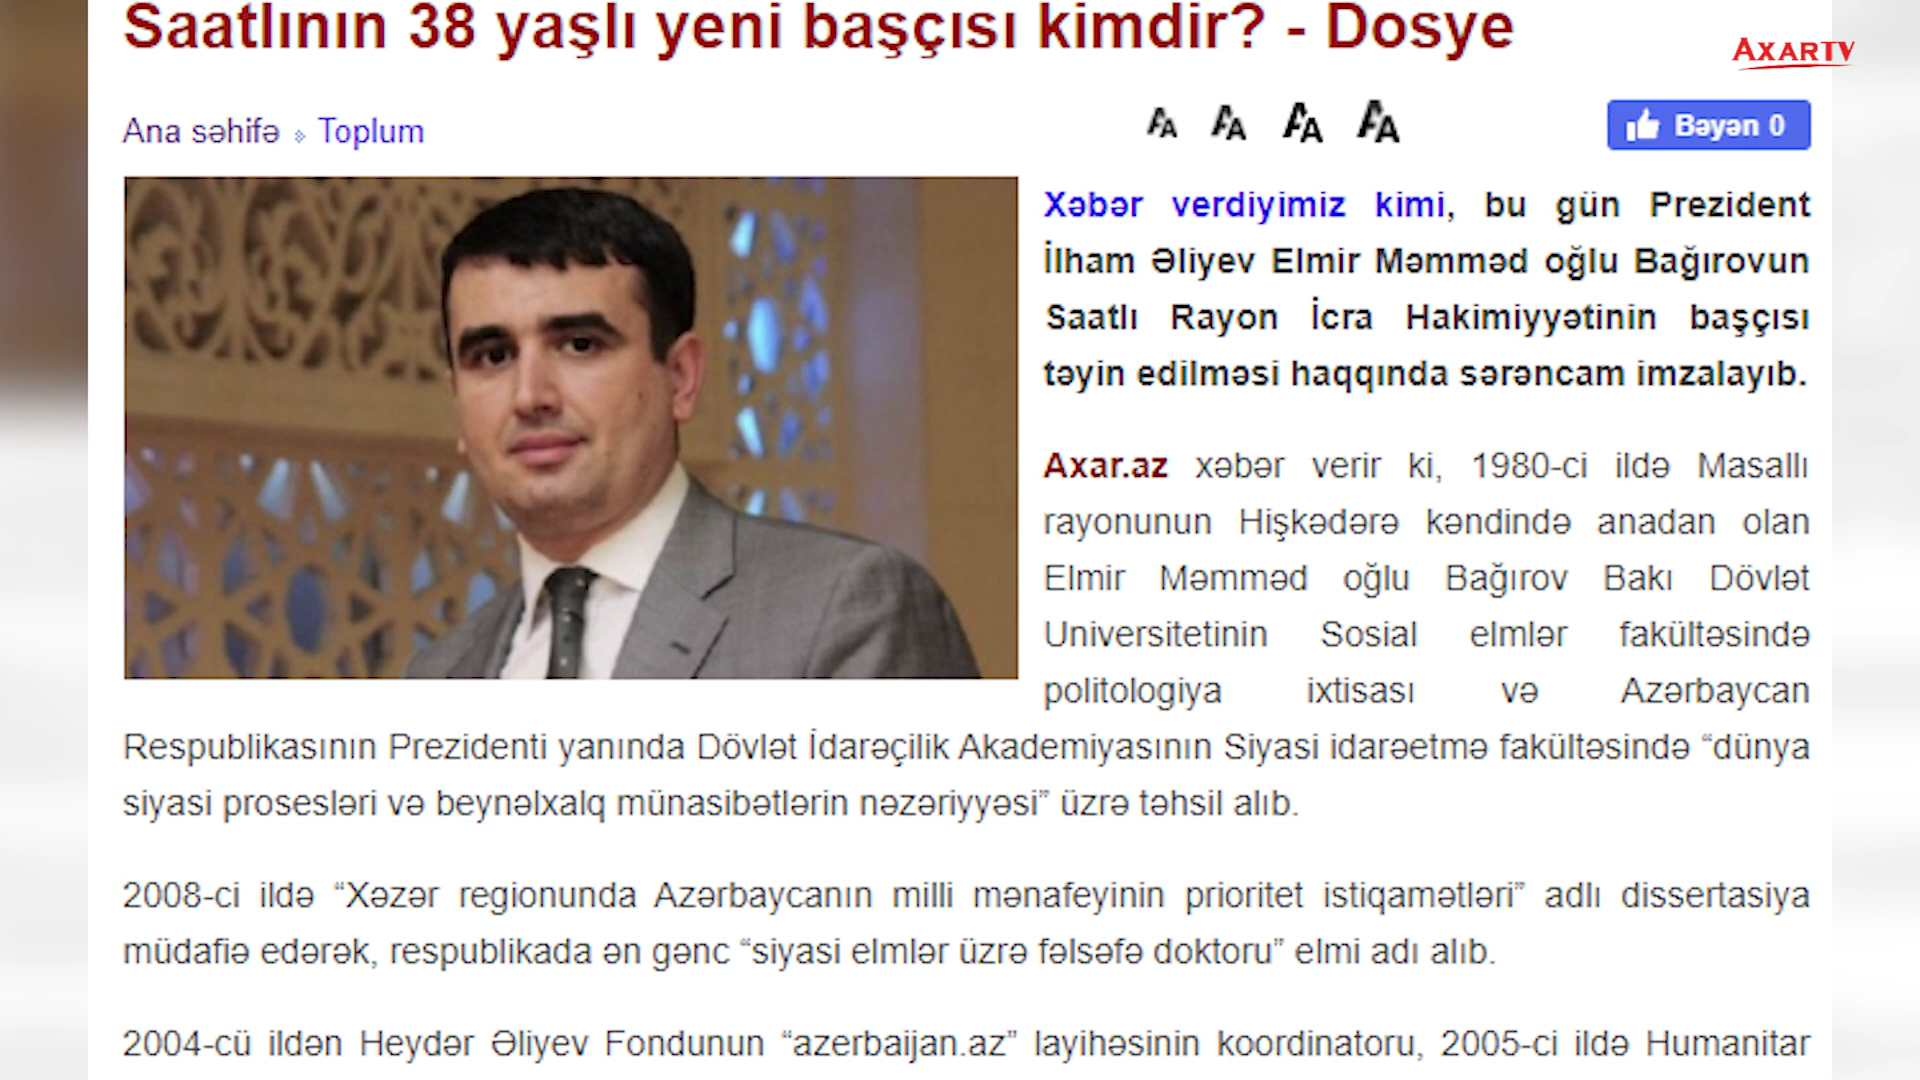 Saatlının 38 yaşlı yeni başçısı kimdir? - Dosye
AXARTV
Ana səhifə Toplum
AA AA AA AA
Bəyən 0
Xəbər verdiyimiz kimi, bu gün Prezident
İlham Əliyev Elmir Məmməd oğlu Bağırovun
Saatlı Rayon İcra Hakimiyyətinin başçısı
təyin edilməsi haqqında sərəncam imzalayıb.
Axar.az xəbər verir ki, 1980-ci ildə Masallı
rayonunun Hişkədərə kəndində anadan olan
Elmir Məmməd oğlu Bağırov Bakı Dövlət
Universitetinin Sosial elmlər fakültəsində
politologiya ixtisası və Azərbaycan
Respublikasının Prezidenti yanında Dövlət İdarəçilik Akademiyasının Siyasi idarəetmə fakültəsində “dünya
siyasi prosesləri və beynəlxalq münasibətlərin nəzəriyyəsi” üzrə təhsil alıb.
2008-ci ildə “Xəzər regionunda Azərbaycanın milli mənafeyinin prioritet istiqamətləri” adlı dissertasiya
müdafiə edərək, respublikada ən gənc “siyasi elmlər üzrə fəlsəfə doktoru” elmi adı alıb.
2004-cü ildən Heydər Əliyev Fondunun “azerbaijan.az” layihəsinin koordinatoru, 2005-ci ildə Humanitar